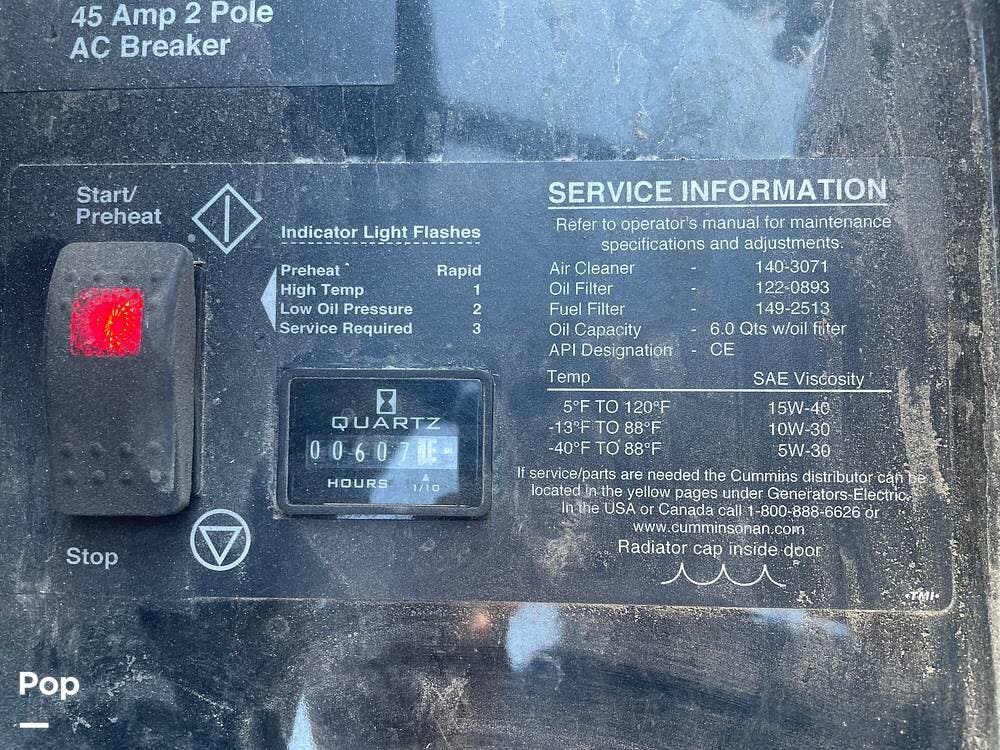 45 Amp 2 Pole
AC Breaker
Start/
Preheat
Indicator Light Flashes
Preheat Rapid
High Temp 1
Low Oil Pressure 2
Service Required 3
QUARTZ
00607
HOURS 1/10
Stop
SERVICE INFORMATION
Refer to operator's manual for maintenance
specifications and adjustments.
Air Cleaner - 140-3071
Oil Filter - 122-0893
Fuel Filter - 149-2513
Oil Capacity - 6.0 Qts w/oil filter
API Designation - CE
Temp SAE Viscosity
5°F TO 120°F 15W-40
-13°F TO 88°F 10W-30
-40°F TO 88°F 5W-30
If service/parts are needed the Cummins distributor can be
located in the yellow pages under Generators-Electric.
In the USA or Canada call 1-800-888-6626 or
www.cumminsonan.com
Radiator cap inside door
•TMI•
Pop